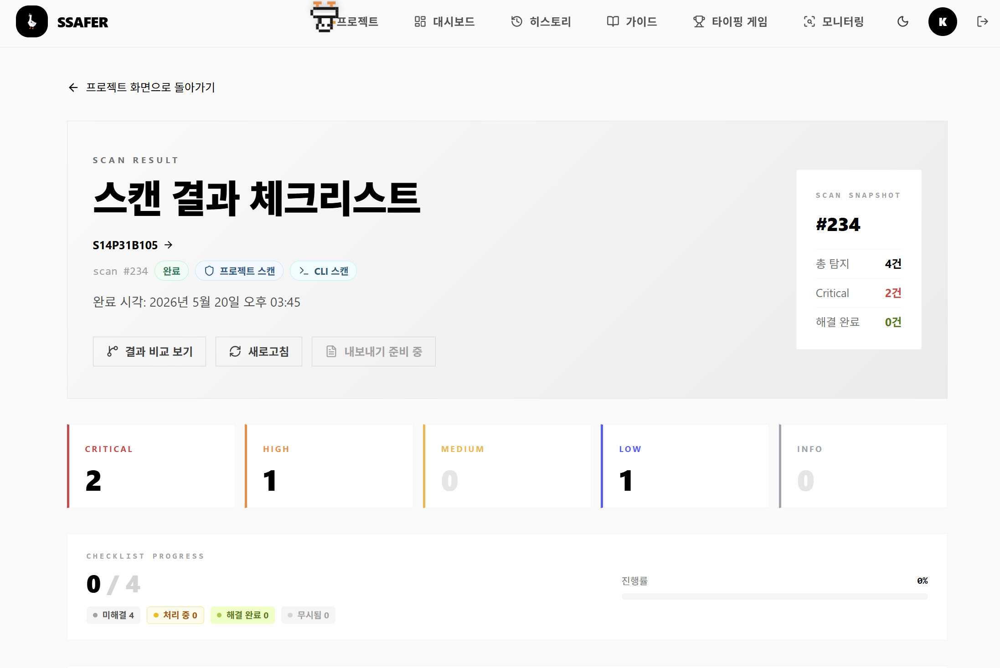 SSAFER
프로젝트
대시보드
히스토리
가이드
타이핑 게임
모니터링
K
프로젝트 화면으로 돌아가기
SCAN RESULT
스캔 결과 체크리스트
S14P31B105
scan #234
완료
프로젝트 스캔
CLI 스캔
완료 시각: 2026년 5월 20일 오후 03:45
결과 비교 보기
새로고침
내보내기 준비 중
SCAN SNAPSHOT
#234
총 탐지 4건
Critical 2건
해결 완료 0건
CRITICAL
2
HIGH
1
MEDIUM
0
LOW
1
INFO
0
CHECKLIST PROGRESS
0 / 4
미해결 4
처리 중 0
해결 완료 0
무시됨 0
진행률 0%